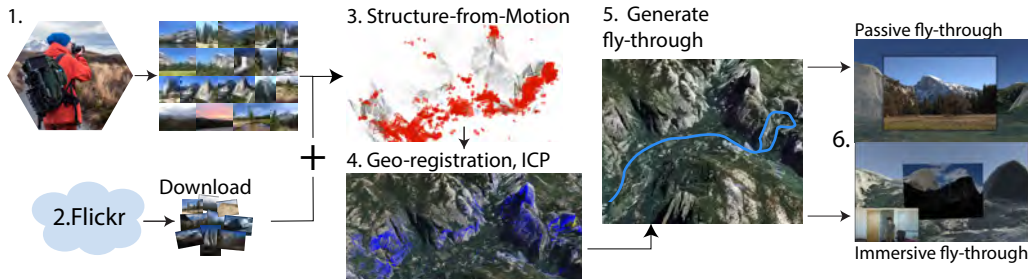 1.
2.Flickr
Download
+
3. Structure-from-Motion
4. Geo-registration, ICP
5. Generate
fly-through
6.
Passive fly-through
Immersive fly-through